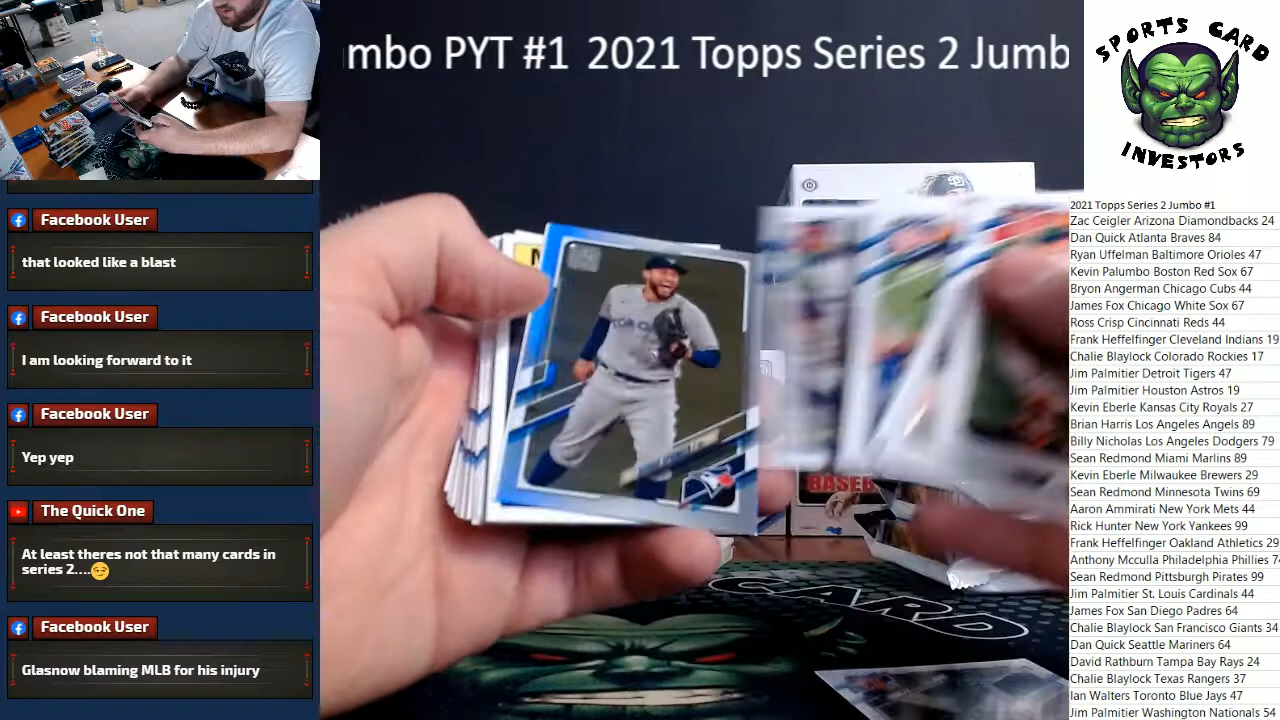 mbo PYT #1 2021 Topps Series 2 Jumb
SPORTS CARD
INVESTORS
Facebook User
that looked like a blast
Facebook User
I am looking forward to it
Facebook User
Yep yep
The Quick One
At least theres not that many cards in
series 2....😏
Facebook User
Glasnow blaming MLB for his injury
BASEB
CARD
2021 Topps Series 2 Jumbo #1
Zac Ceigler Arizona Diamondbacks 24
Dan Quick Atlanta Braves 84
Ryan Uffelman Baltimore Orioles 47
Kevin Palumbo Boston Red Sox 67
Bryon Angerman Chicago Cubs 44
James Fox Chicago White Sox 67
Ross Crisp Cincinnati Reds 44
Frank Heffelfinger Cleveland Indians 19
Chalie Blaylock Colorado Rockies 17
Jim Palmitier Detroit Tigers 47
Jim Palmitier Houston Astros 19
Kevin Eberle Kansas City Royals 27
Brian Harris Los Angeles Angels 89
Billy Nicholas Los Angeles Dodgers 79
Sean Redmond Miami Marlins 89
Kevin Eberle Milwaukee Brewers 29
Sean Redmond Minnesota Twins 69
Aaron Ammirati New York Mets 44
Rick Hunter New York Yankees 99
Frank Heffelfinger Oakland Athletics 29
Anthony Mcculla Philadelphia Phillies 74
Sean Redmond Pittsburgh Pirates 99
Jim Palmitier St. Louis Cardinals 44
James Fox San Diego Padres 64
Chalie Blaylock San Francisco Giants 34
Dan Quick Seattle Mariners 64
David Rathburn Tampa Bay Rays 24
Chalie Blaylock Texas Rangers 37
Ian Walters Toronto Blue Jays 47
Jim Palmitier Washington Nationals 54